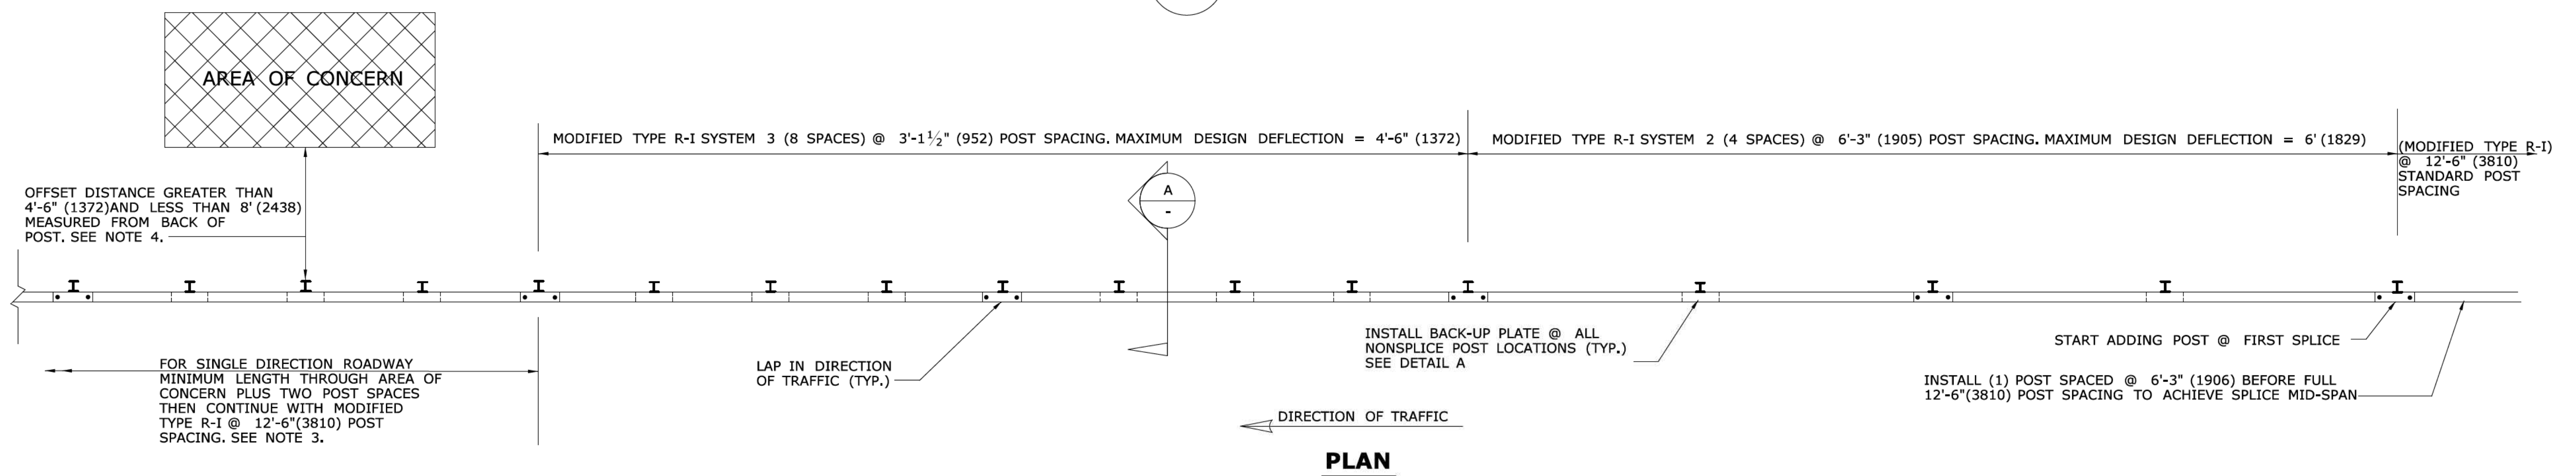 AREA OF CONCERN
MODIFIED TYPE R-I SYSTEM 3 (8 SPACES) @ 3'-1½" (952) POST SPACING. MAXIMUM DESIGN DEFLECTION = 4'-6" (1372)
MODIFIED TYPE R-I SYSTEM 2 (4 SPACES) @ 6'-3" (1905) POST SPACING. MAXIMUM DESIGN DEFLECTION = 6' (1829)
(MODIFIED TYPE R-I)
@ 12'-6" (3810)
STANDARD POST
SPACING
OFFSET DISTANCE GREATER THAN
4'-6" (1372)AND LESS THAN 8' (2438)
MEASURED FROM BACK OF
POST. SEE NOTE 4.
A
-
FOR SINGLE DIRECTION ROADWAY
MINIMUM LENGTH THROUGH AREA OF
CONCERN PLUS TWO POST SPACES
THEN CONTINUE WITH MODIFIED
TYPE R-I @ 12'-6"(3810) POST
SPACING. SEE NOTE 3.
LAP IN DIRECTION
OF TRAFFIC (TYP.)
INSTALL BACK-UP PLATE @ ALL
NONSPLICE POST LOCATIONS (TYP.)
SEE DETAIL A
START ADDING POST @ FIRST SPLICE
INSTALL (1) POST SPACED @ 6'-3" (1906) BEFORE FULL
12'-6"(3810) POST SPACING TO ACHIEVE SPLICE MID-SPAN
DIRECTION OF TRAFFIC
PLAN